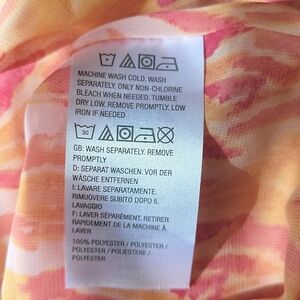 MACHINE WASH COLD. WASH
SEPARATELY. ONLY NON-CHLORINE
BLEACH WHEN NEEDED. TUMBLE
DRY LOW. REMOVE PROMPTLY. LOW
IRON IF NEEDED
30
GB: WASH SEPARATELY. REMOVE
PROMPTLY
D: SEPARAT WASCHEN. VOR DER
WÄSCHE ENTFERNEN
I: LAVARE SEPARATAMENTE.
RIMUOVERE SUBITO DOPO IL
LAVAGGIO
F: LAVER SÉPARÉMENT. RETIRER
RAPIDEMENT DE LA MACHINE À
LAVER
100% POLYESTER / POLYESTER /
POLYESTER / POLIESTERE /
POLYESTER